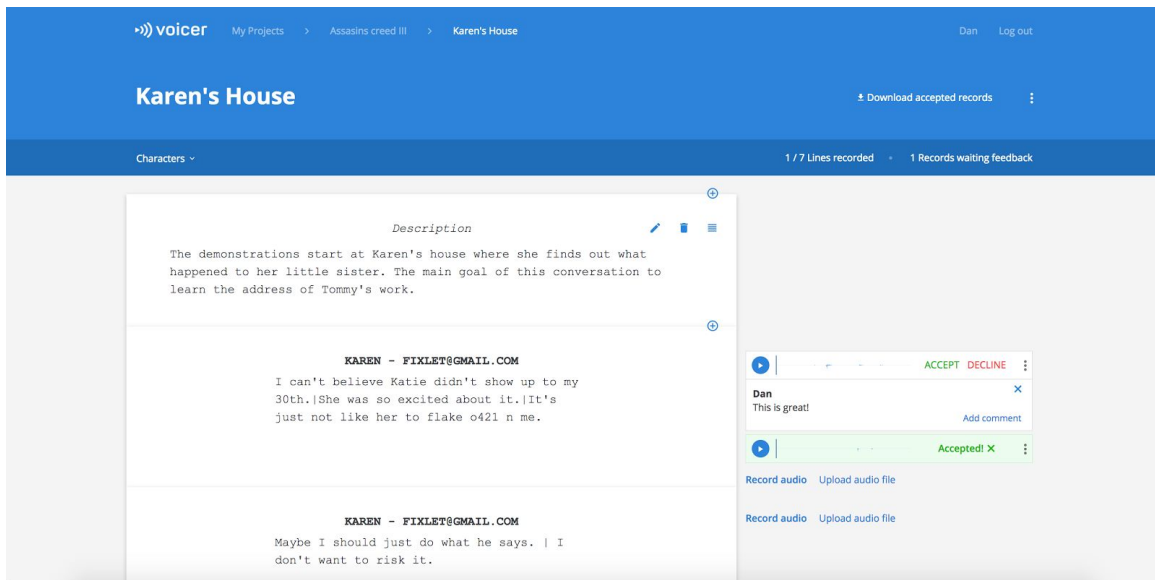 voicer My Projects > Assasins creed III > Karen's House Dan Log out
Karen's House
Download accepted records
Characters
1 / 7 Lines recorded • 1 Records waiting feedback
Description
The demonstrations start at Karen's house where she finds out what
happened to her little sister. The main goal of this conversation to
learn the address of Tommy's work.
KAREN - FIXLET@GMAIL.COM
I can't believe Katie didn't show up to my
30th.|She was so excited about it.|It's
just not like her to flake o421 n me.
ACCEPT DECLINE
Dan
This is great!
Add comment
Accepted! X
Record audio Upload audio file
KAREN - FIXLET@GMAIL.COM
Maybe I should just do what he says. | I
don't want to risk it.
Record audio Upload audio file